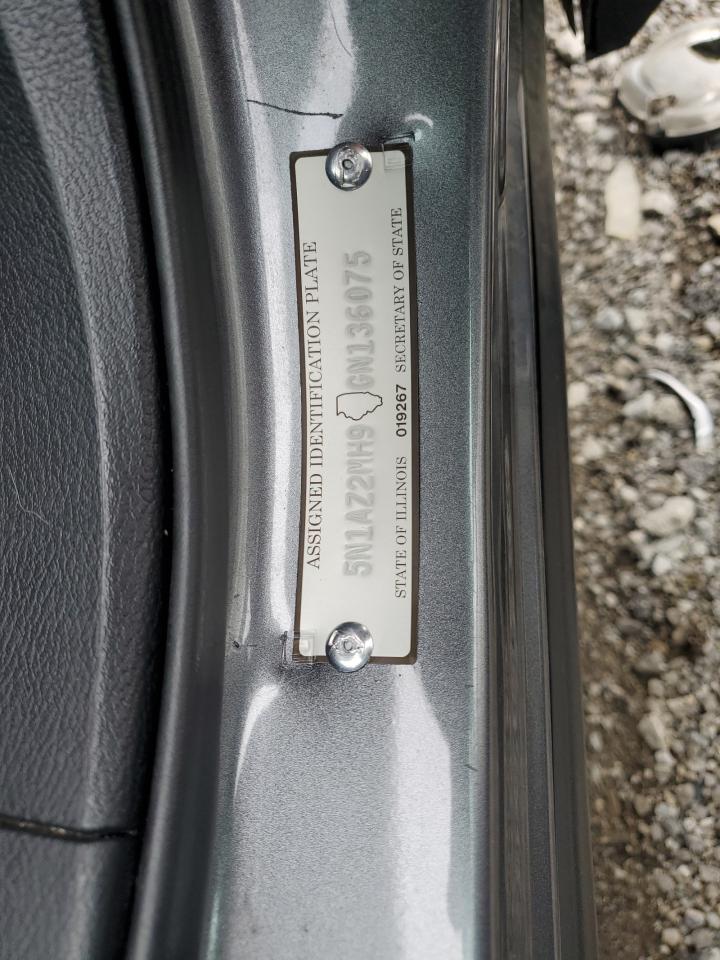 ASSIGNED IDENTIFICATION PLATE
5N1AZ2MH9 GN136075
STATE OF ILLINOIS 019267 SECRETARY OF STATE